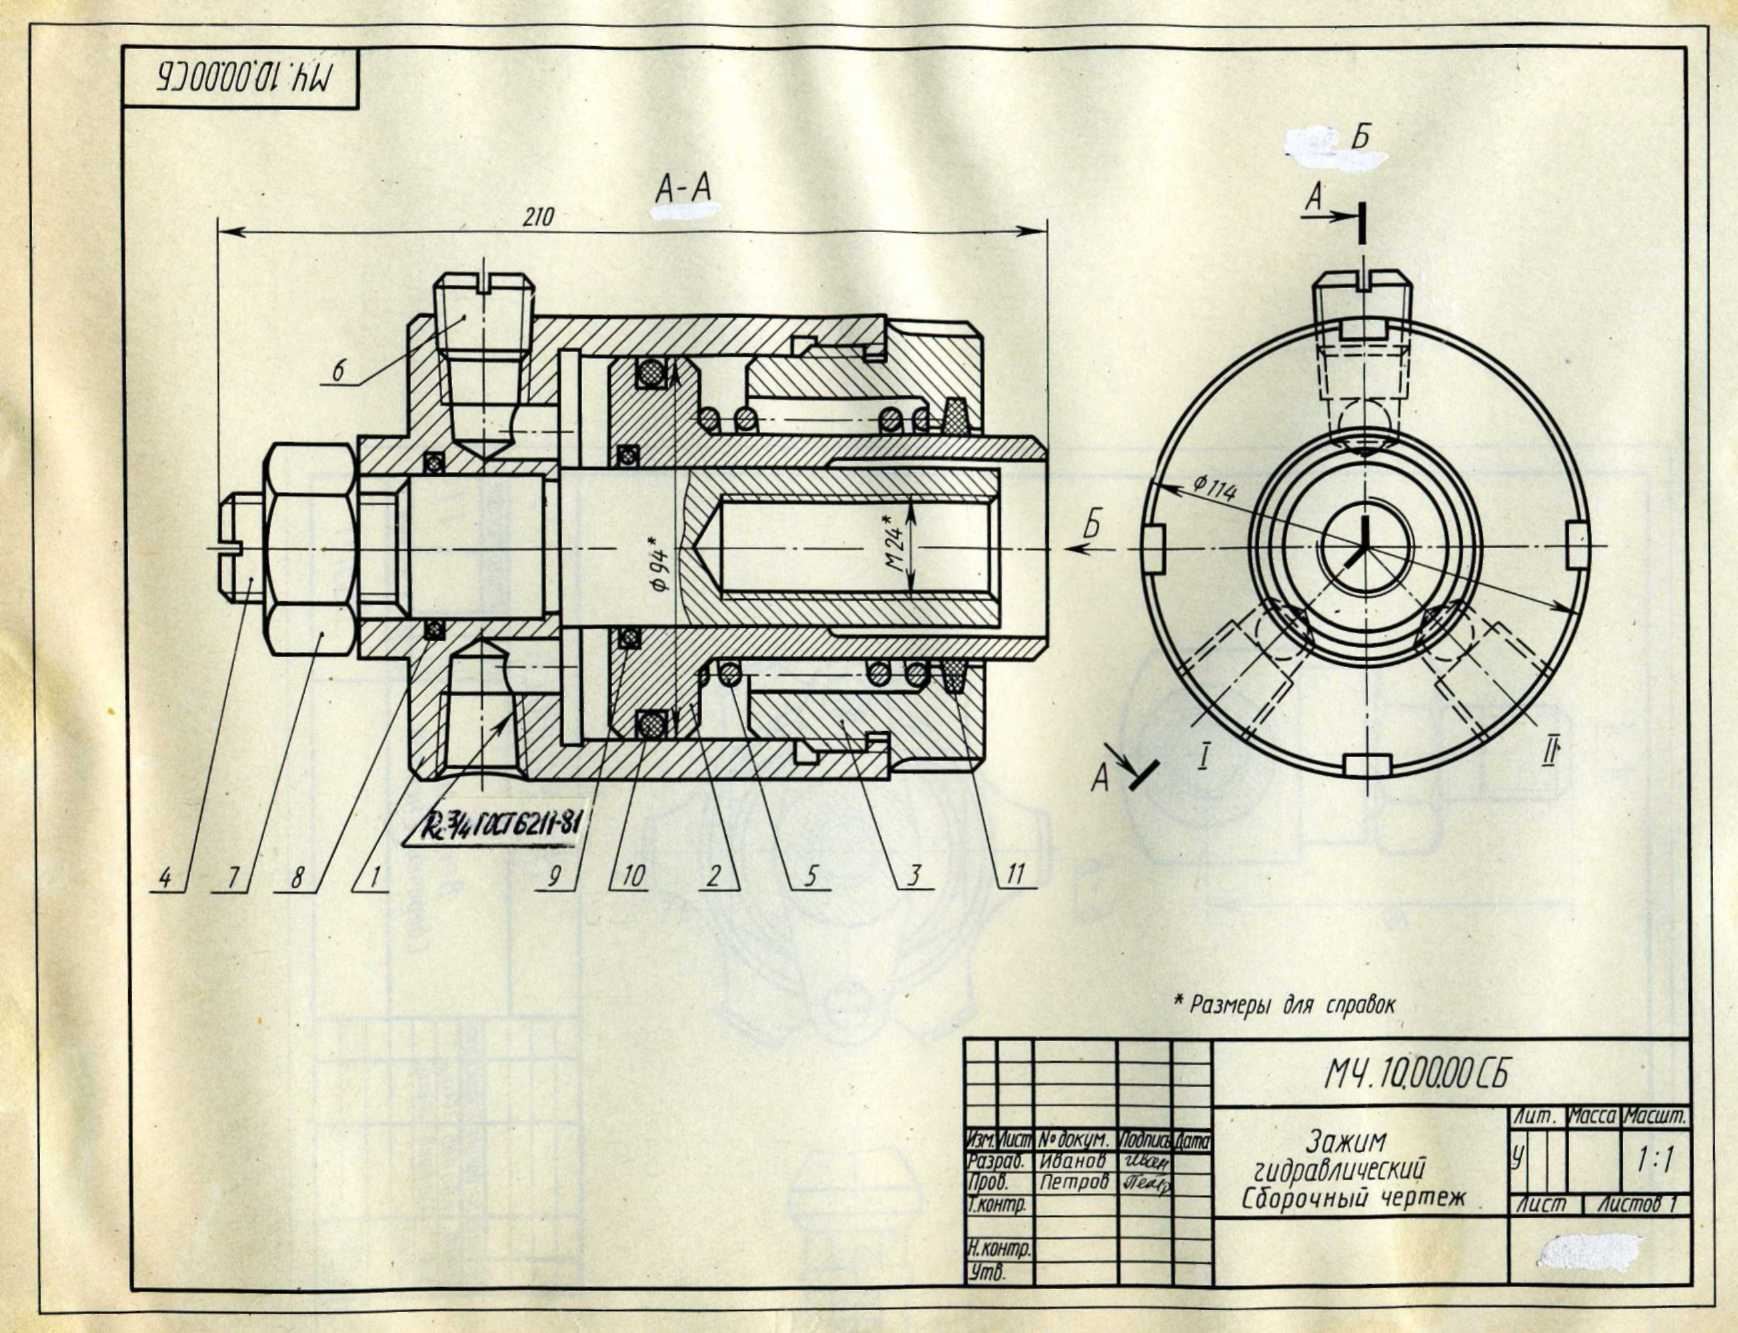 МЧ.10.00.00СБ
А-А
210
Б
А
6
Ф94*
М24*
Б
Ф114
I
II
А
Rc 3/4 ГОСТ 6211-81
4
7
8
1
9
10
2
5
3
11
* Размеры для справок
МЧ.10.00.00СБ
Изм. Лист № докум. Подпись Дата
Разраб. Иванов Иван
Пров. Петров Петр
Т.контр.
Н.контр.
Утв.
Зажим
гидравлический
Сборочный чертеж
Лит. Масса Масшт.
У 1:1
Лист Листов 1